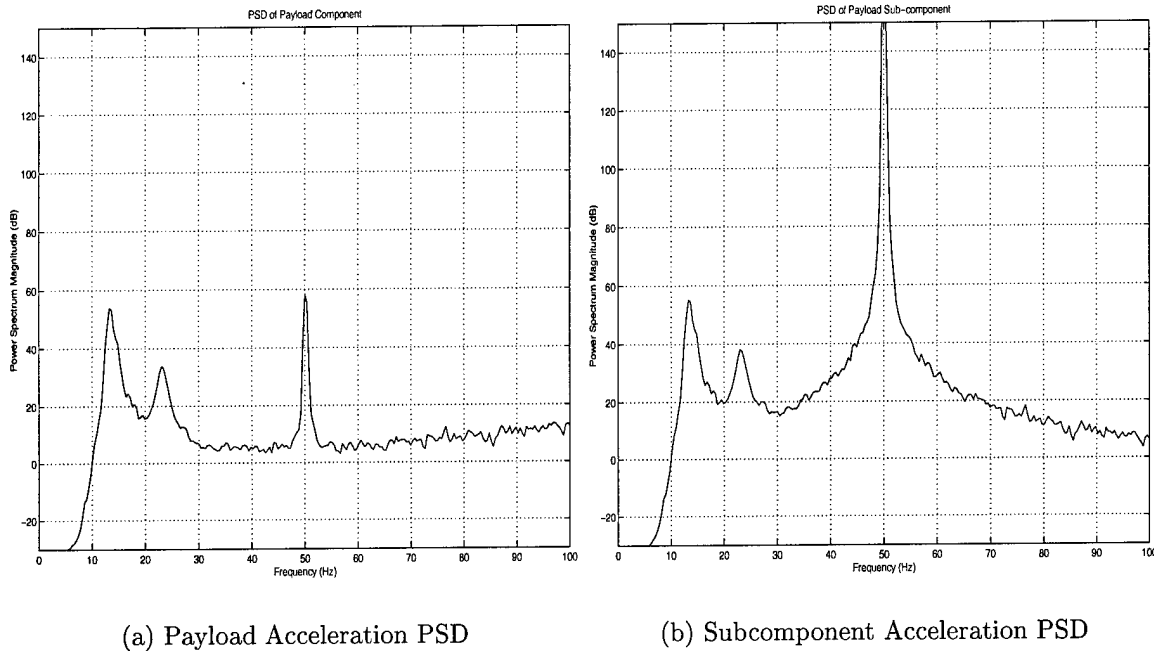 PSD of Payload Component
Power Spectrum Magnitude (dB)
140
120
100
80
60
40
20
0
−20
0 10 20 30 40 50 60 70 80 90 100
Frequency (Hz)
(a) Payload Acceleration PSD
PSD of Payload Sub−component
Power Spectrum Magnitude (dB)
140
120
100
80
60
40
20
0
−20
0 10 20 30 40 50 60 70 80 90 100
Frequency (Hz)
(b) Subcomponent Acceleration PSD